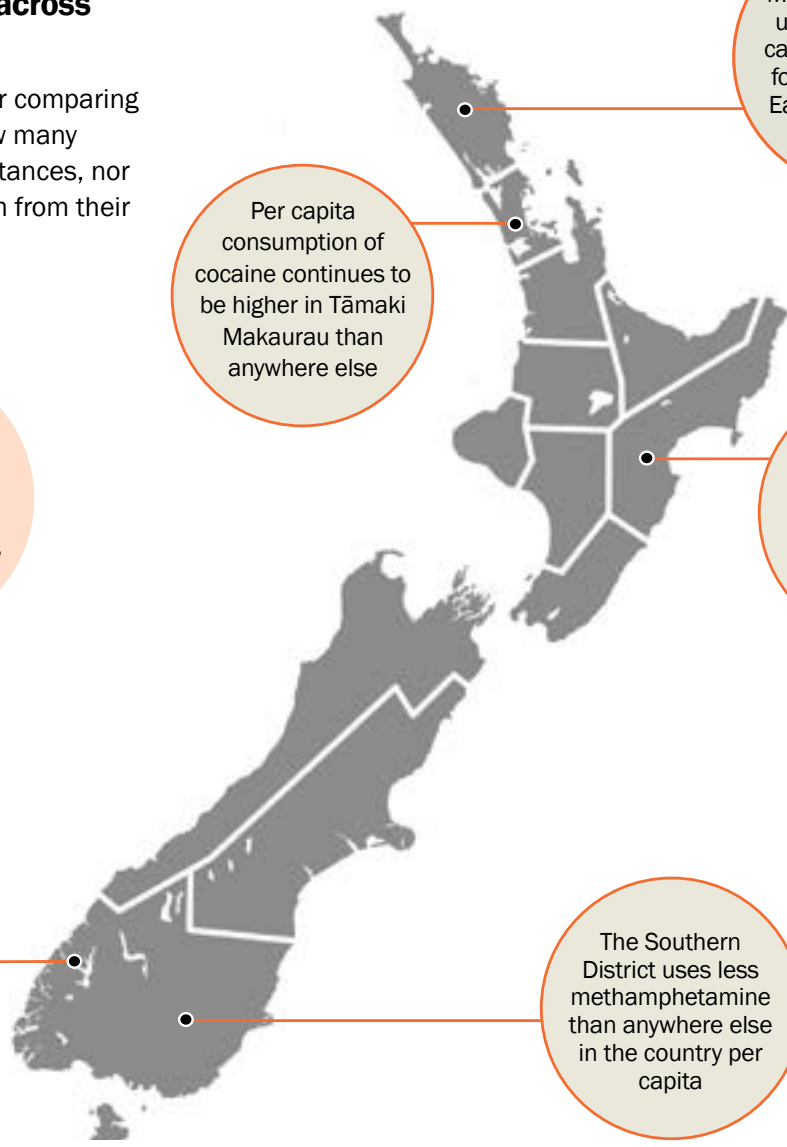 across
r comparing
many
tances, nor
n from their
Per capita
consumption of
cocaine continues to
be higher in Tāmaki
Makaurau than
anywhere else
The Southern
District uses less
methamphetamine
than anywhere else
in the country per
capita